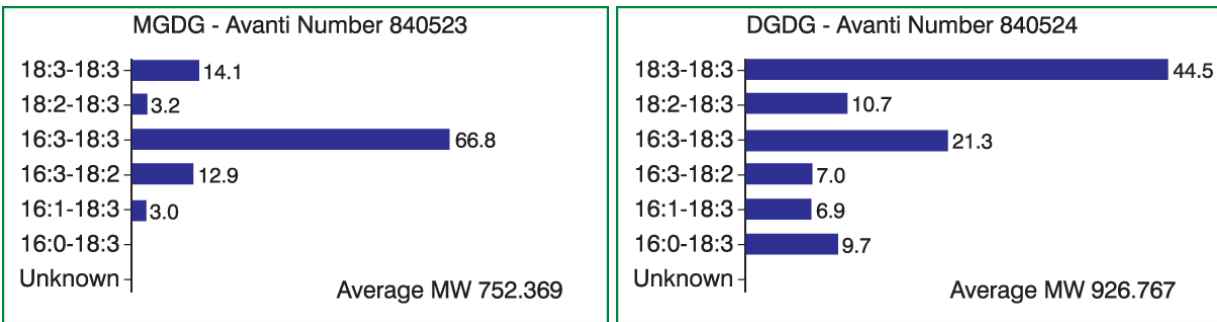 MGDG - Avanti Number 840523
18:3-18:3 14.1
18:2-18:3 3.2
16:3-18:3 66.8
16:3-18:2 12.9
16:1-18:3 3.0
16:0-18:3
Unknown
Average MW 752.369
DGDG - Avanti Number 840524
18:3-18:3 44.5
18:2-18:3 10.7
16:3-18:3 21.3
16:3-18:2 7.0
16:1-18:3 6.9
16:0-18:3 9.7
Unknown
Average MW 926.767